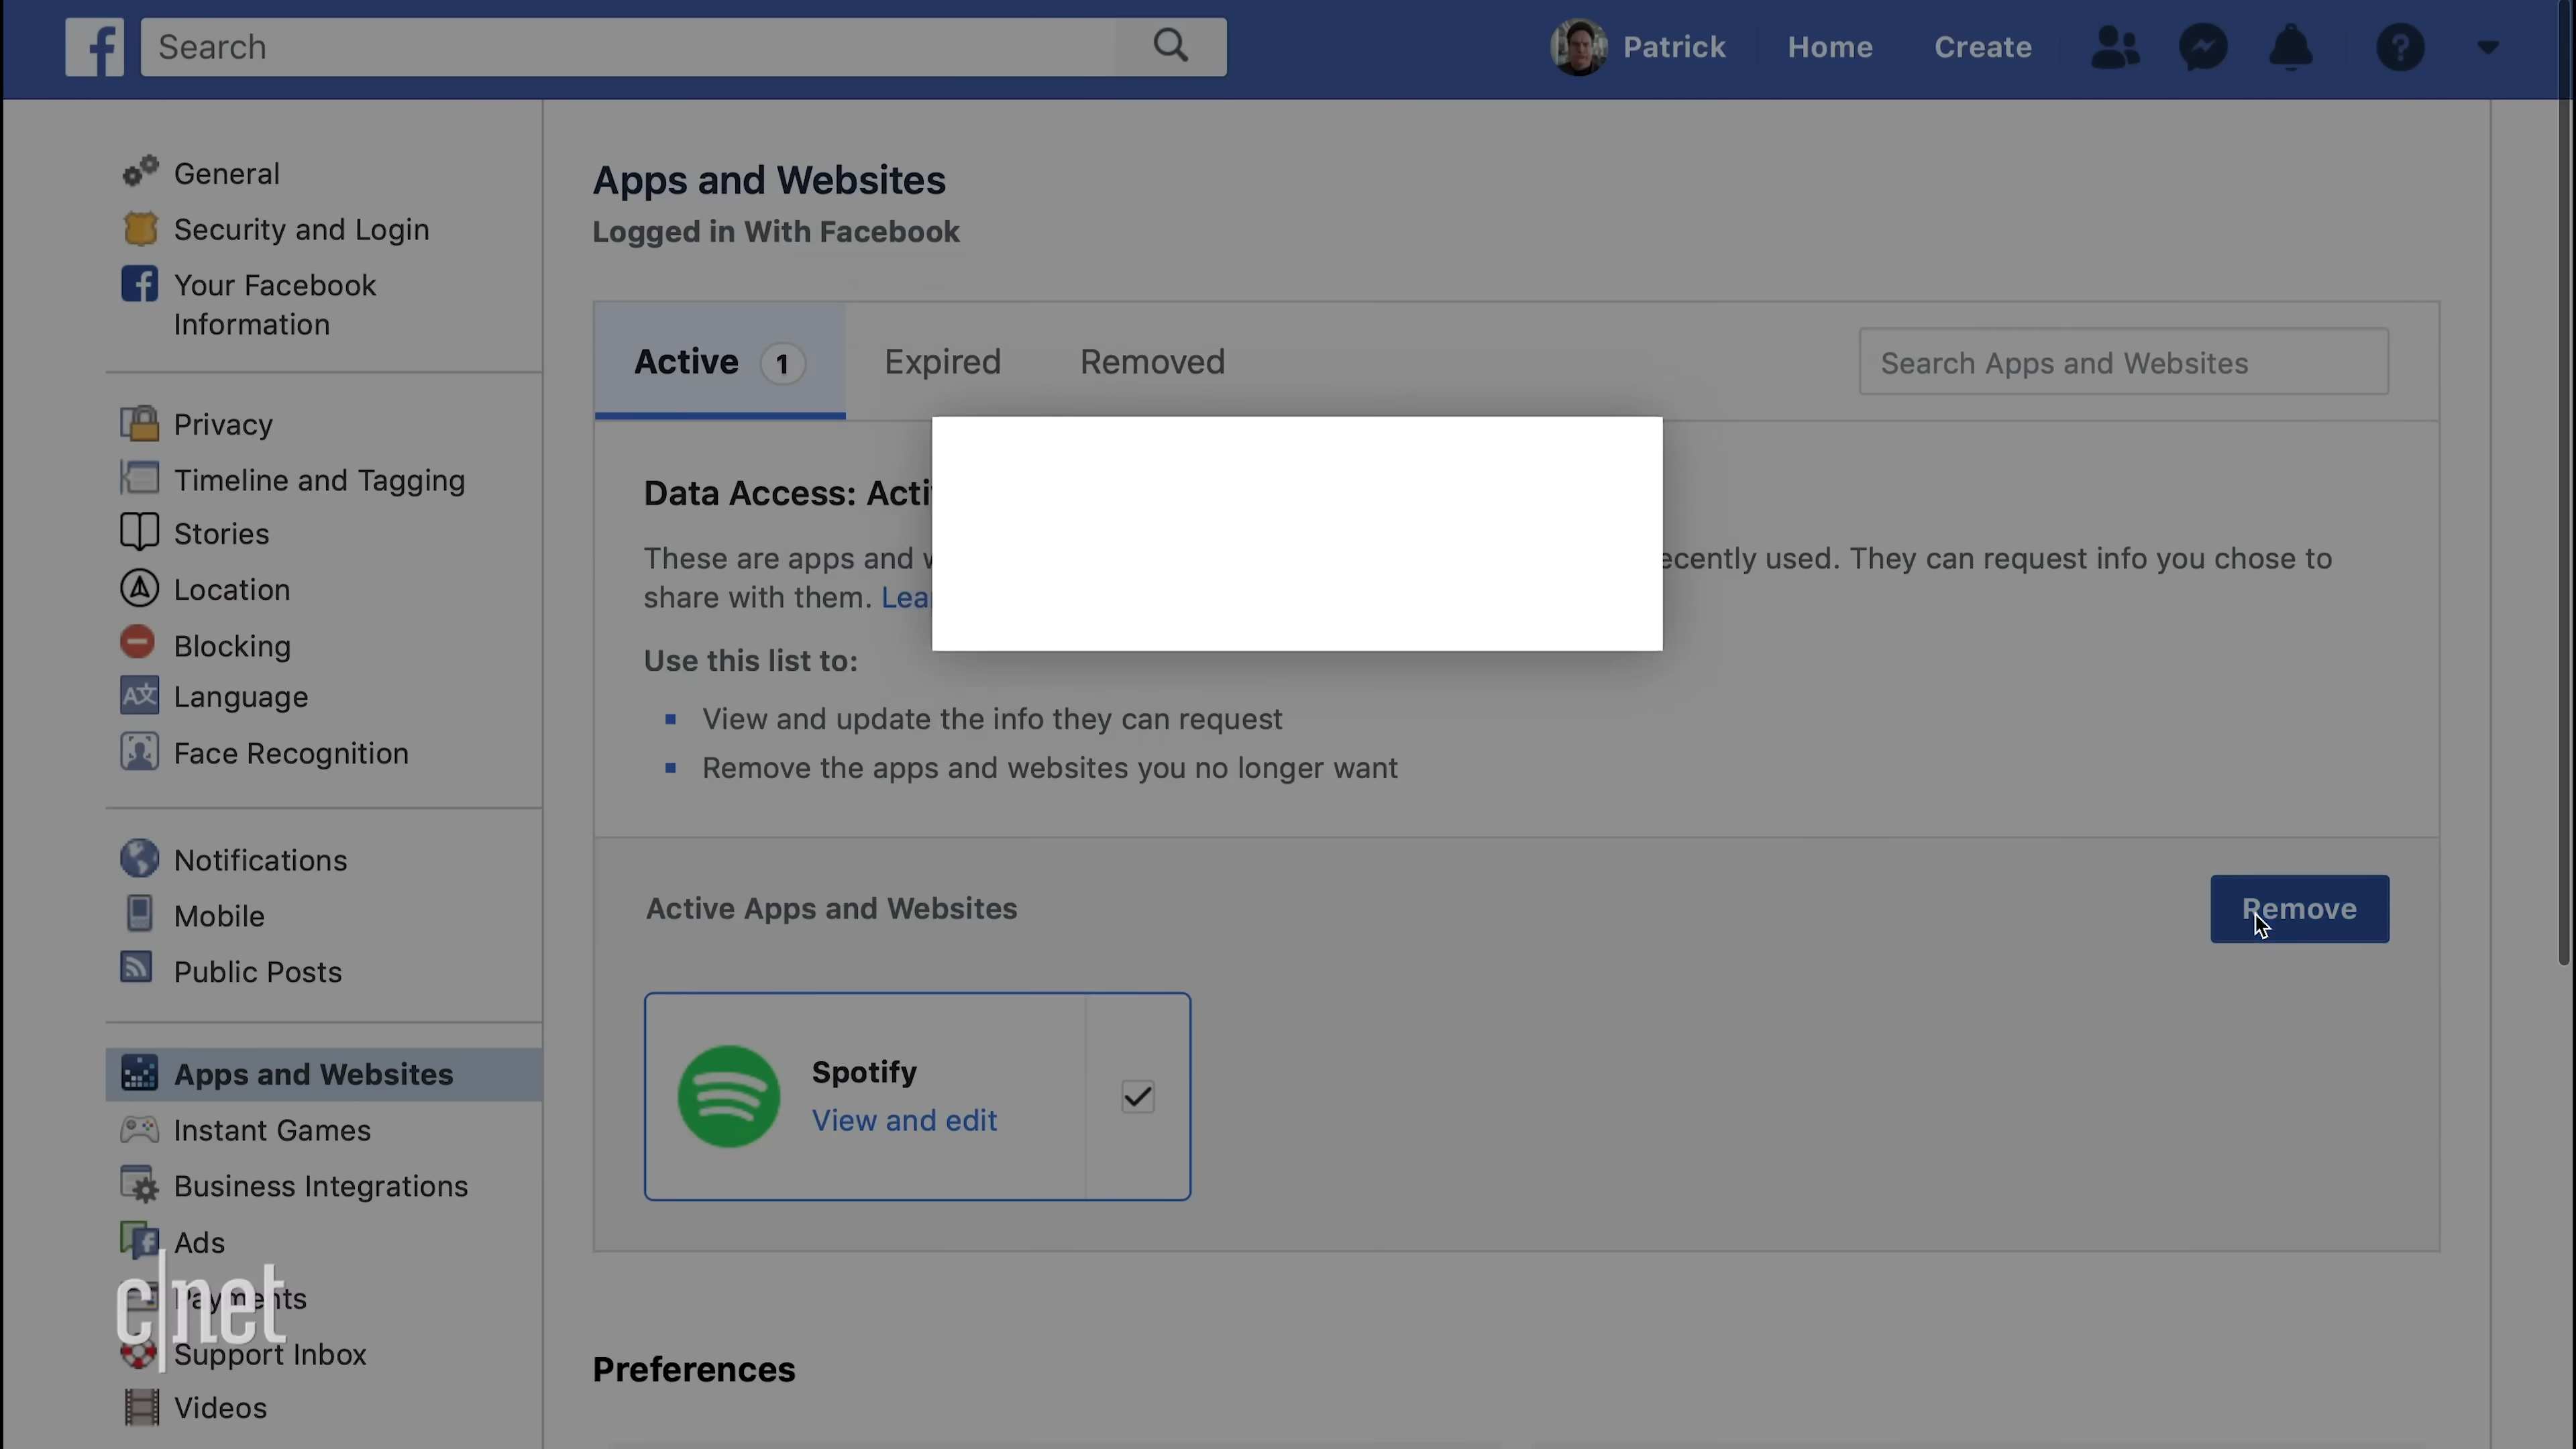 Search
Patrick
Home
Create
General
Security and Login
Your Facebook
Information
Privacy
Timeline and Tagging
Stories
Location
Blocking
Language
Face Recognition
Notifications
Mobile
Public Posts
Apps and Websites
Instant Games
Business Integrations
Ads
Payments
Support Inbox
Videos
c|net
Apps and Websites
Logged in With Facebook
Active 1
Expired
Removed
Search Apps and Websites
Data Access: Acti
These are apps and w
ecently used. They can request info you chose to
share with them. Lear
Use this list to:
View and update the info they can request
Remove the apps and websites you no longer want
Active Apps and Websites
Remove
Spotify
View and edit
Preferences